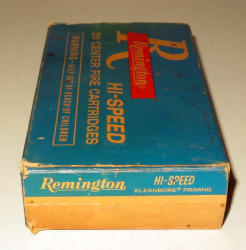 R
Remington
HI-SPEED
20 CENTER FIRE CARTRIDGES
WARNING - KEEP OUT OF REACH OF CHILDREN
Remington
HI-SPEED
KLEANBORE® PRIMING